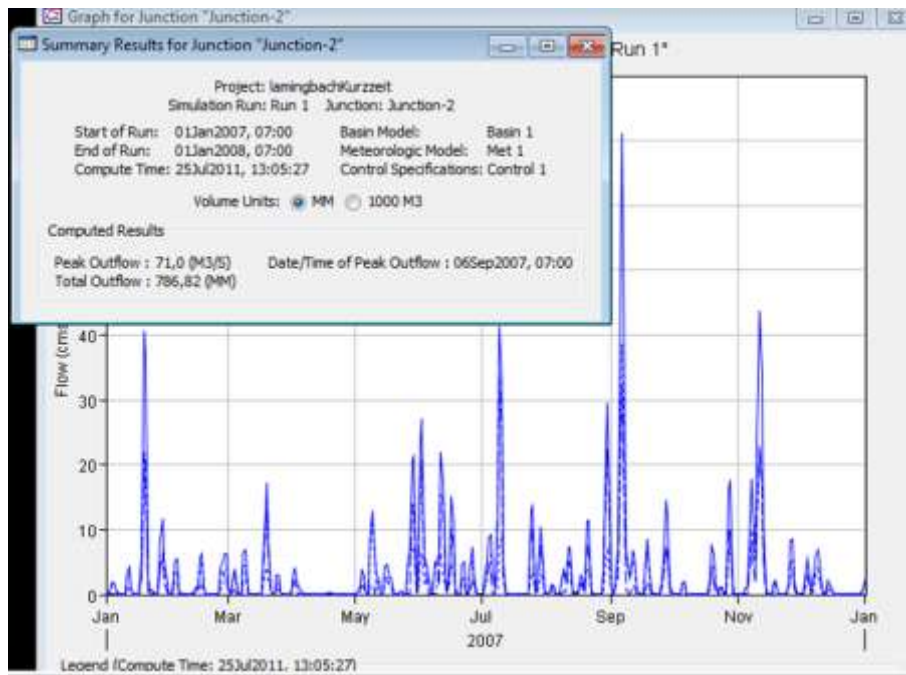 Graph for Junction "Junction-2"
Summary Results for Junction "Junction-2"
Run 1"
Project: lamingbachKurzzeit
Simulation Run: Run 1 Junction: Junction-2
Start of Run: 01Jan2007, 07:00 Basin Model: Basin 1
End of Run: 01Jan2008, 07:00 Meteorologic Model: Met 1
Compute Time: 25Jul2011, 13:05:27 Control Specifications: Control 1
Volume Units: MM 1000 M3
Computed Results
Peak Outflow : 71,0 (M3/S) Date/Time of Peak Outflow : 06Sep2007, 07:00
Total Outflow : 786,82 (MM)
Flow (cms
40
30
20
10
0
Jan Mar May Jul Sep Nov Jan
2007
Legend (Compute Time: 25Jul2011, 13:05:27)